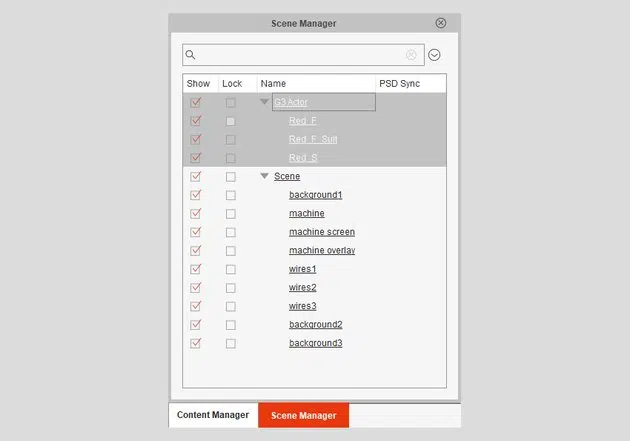 Scene Manager
Show Lock Name PSD Sync
G3 Actor
Red_F
Red_F_Suit
Red_S
Scene
background1
machine
machine screen
machine overlay
wires1
wires2
wires3
background2
background3
Content Manager Scene Manager